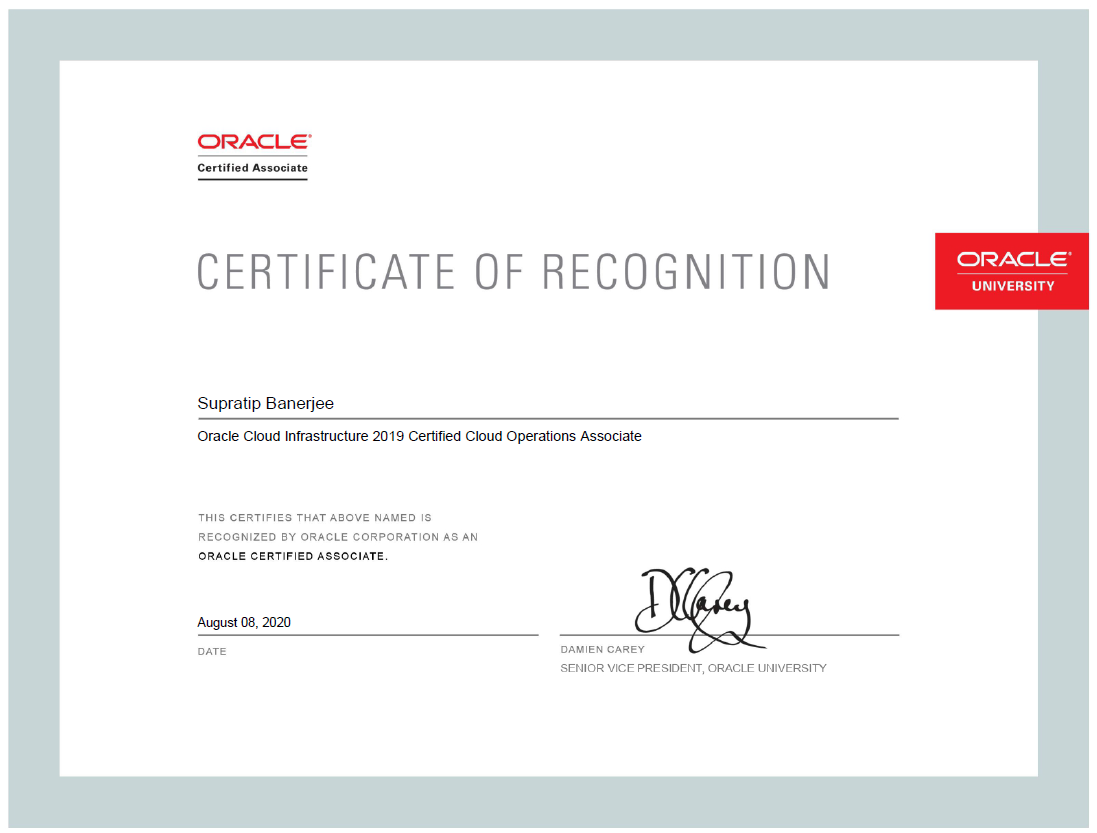 ORACLE®
Certified Associate
CERTIFICATE OF RECOGNITION
ORACLE®
UNIVERSITY
Supratip Banerjee
Oracle Cloud Infrastructure 2019 Certified Cloud Operations Associate
THIS CERTIFIES THAT ABOVE NAMED IS
RECOGNIZED BY ORACLE CORPORATION AS AN
ORACLE CERTIFIED ASSOCIATE.
August 08, 2020
DATE
DCarey
DAMIEN CAREY
SENIOR VICE PRESIDENT, ORACLE UNIVERSITY